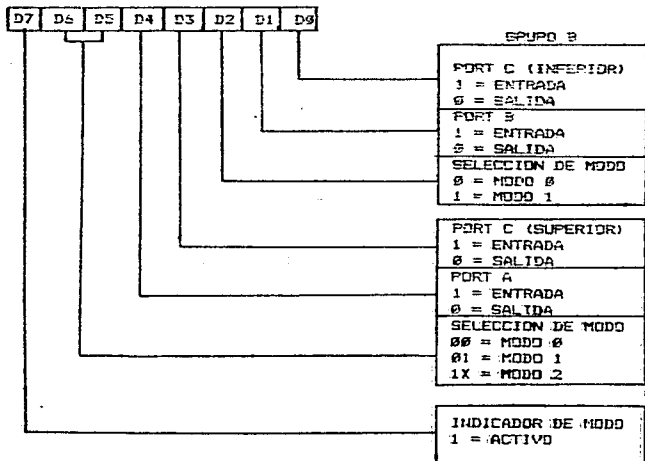 D7 D6 D5 D4 D3 D2 D1 D0
GRUPO B
PORT C (INFERIOR)
1 = ENTRADA
0 = SALIDA
PORT B
1 = ENTRADA
0 = SALIDA
SELECCION DE MODO
0 = MODO 0
1 = MODO 1
PORT C (SUPERIOR)
1 = ENTRADA
0 = SALIDA
PORT A
1 = ENTRADA
0 = SALIDA
SELECCION DE MODO
00 = MODO 0
01 = MODO 1
1X = MODO 2
INDICADOR DE MODO
1 = ACTIVO